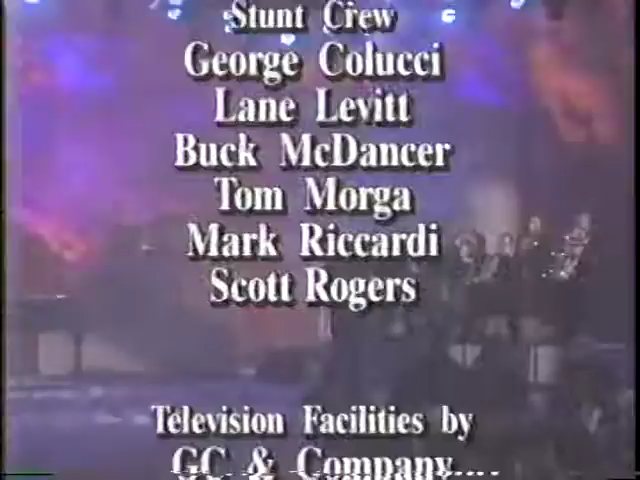 Stunt Crew
George Colucci
Lane Levitt
Buck McDancer
Tom Morga
Mark Riccardi
Scott Rogers
Television Facilities by
GC & Company